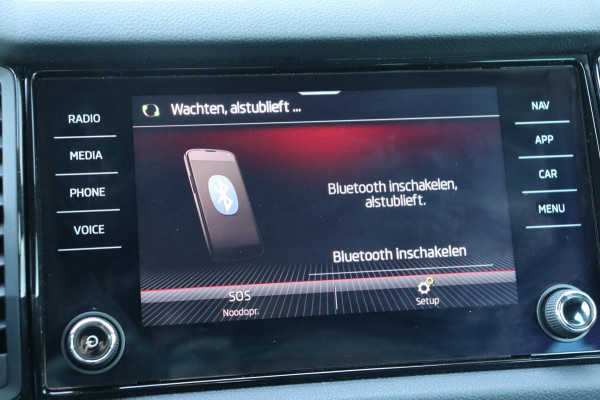 RADIO
MEDIA
PHONE
VOICE
Wachten, alstublieft ...
Bluetooth inschakelen,
alstublieft.
Bluetooth inschakelen
SOS
Noodopr.
Setup
NAV
APP
CAR
MENU